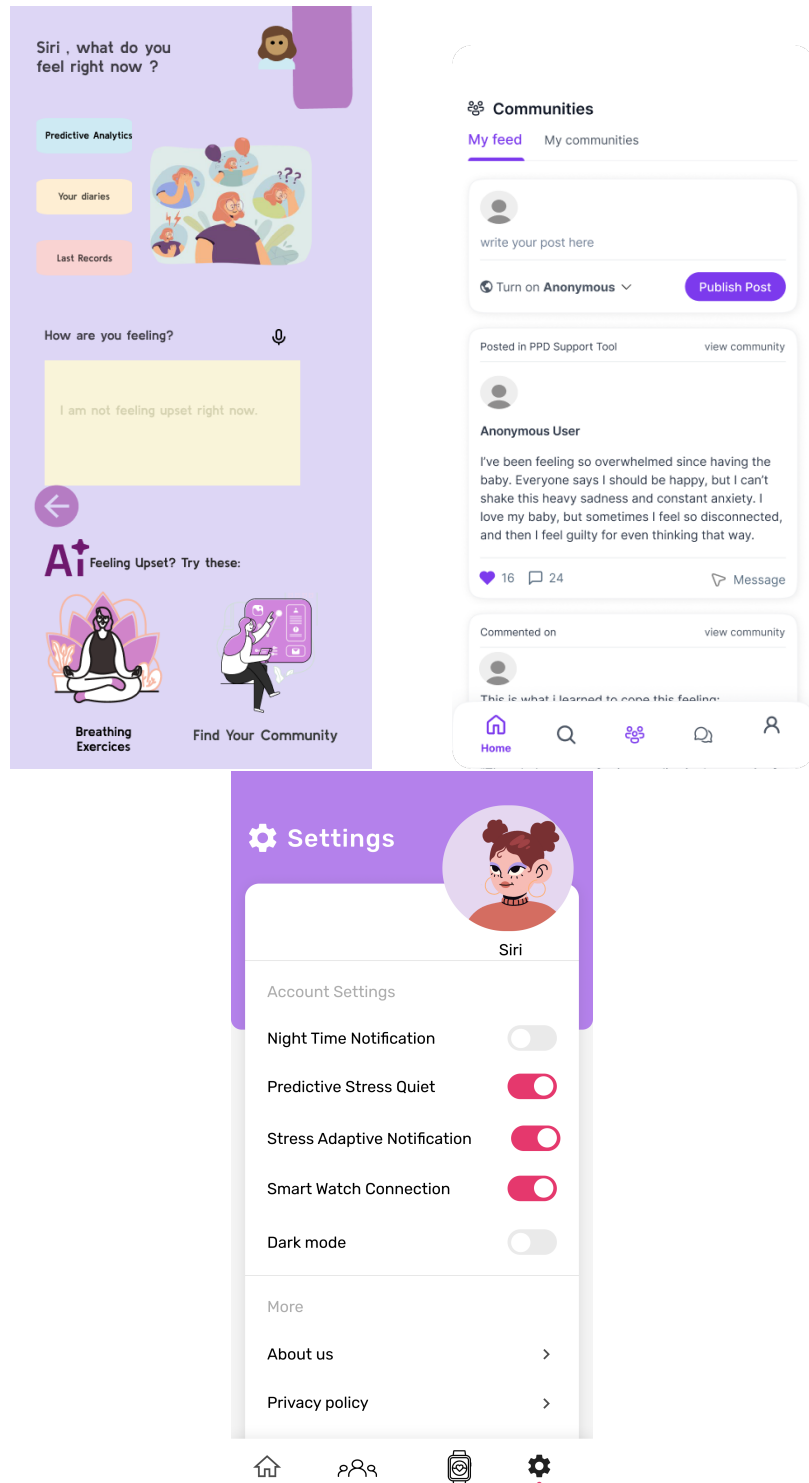 Siri , what do you
feel right now ?
Predictive Analytics
Your diaries
???
Last Records
How are you feeling?
I am not feeling upset right now.
Ai Feeling Upset? Try these:
Breathing
Exercices
Find Your Community
Communities
My feed
My communities
write your post here
Turn on Anonymous
Publish Post
Posted in PPD Support Tool
view community
Anonymous User
I've been feeling so overwhelmed since having the
baby. Everyone says I should be happy, but I can't
shake this heavy sadness and constant anxiety. I
love my baby, but sometimes I feel so disconnected,
and then I feel guilty for even thinking that way.
16
24
Message
Commented on
view community
This is what i learned to cope this feeling:
Home
Settings
Siri
Account Settings
Night Time Notification
Predictive Stress Quiet
Stress Adaptive Notification
Smart Watch Connection
Dark mode
More
About us
Privacy policy